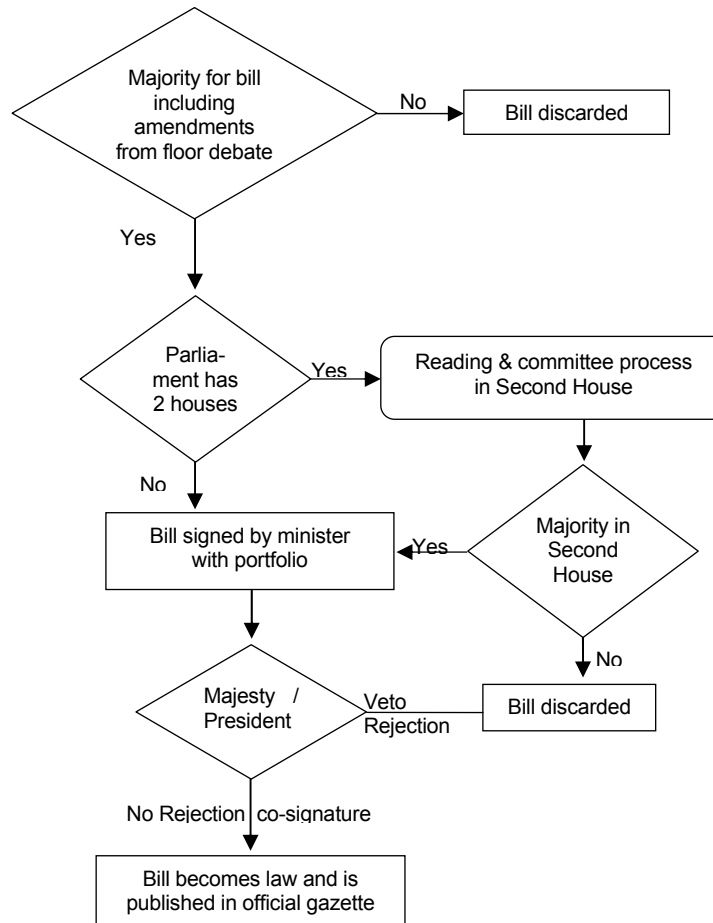 Majority for bill
including
amendments
from floor debate
No
Bill discarded
Yes
Parlia-
ment has
2 houses
Yes
Reading & committee process
in Second House
No
Bill signed by minister
with portfolio
Yes
Majority in
Second
House
No
Majesty /
President
Veto
Rejection
Bill discarded
No Rejection co-signature
Bill becomes law and is
published in official gazette